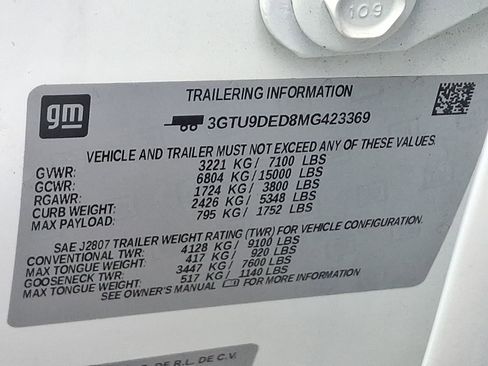 109
gm
TRAILERING INFORMATION
3GTU9DED8MG423369
VEHICLE AND TRAILER MUST NOT EXCEED ANY OF THESE VALUES.
GVWR: 3221 KG / 7100 LBS
GCWR: 6804 KG / 15000 LBS
RGAWR: 1724 KG / 3800 LBS
CURB WEIGHT: 2426 KG / 5348 LBS
MAX PAYLOAD: 795 KG / 1752 LBS
SAE J2807 TRAILER WEIGHT RATING (TWR) FOR VEHICLE CONFIGURATION.
CONVENTIONAL TWR: 4128 KG / 9100 LBS
MAX TONGUE WEIGHT: 417 KG / 920 LBS
GOOSENECK TWR: 3447 KG / 7600 LBS
MAX TONGUE WEIGHT: 517 KG / 1140 LBS
SEE OWNER'S MANUAL FOR MORE INFORMATION
DE R.L. DE C.V.